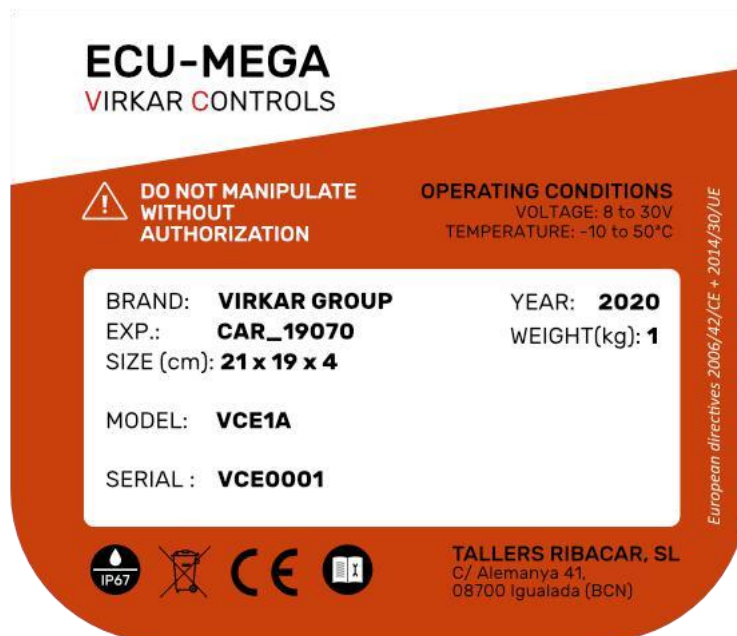 ECU-MEGA
VIRKAR CONTROLS
DO NOT MANIPULATE
WITHOUT
AUTHORIZATION
OPERATING CONDITIONS
VOLTAGE: 8 to 30V
TEMPERATURE: -10 to 50ºC
BRAND: VIRKAR GROUP
EXP.: CAR_19070
SIZE (cm): 21 x 19 x 4
YEAR: 2020
WEIGHT(kg): 1
MODEL: VCE1A
SERIAL : VCE0001
European directives 2006/42/CE + 2014/30/UE
IP67
CE
TALLERS RIBACAR, SL
C/ Alemanya 41,
08700 Igualada (BCN)